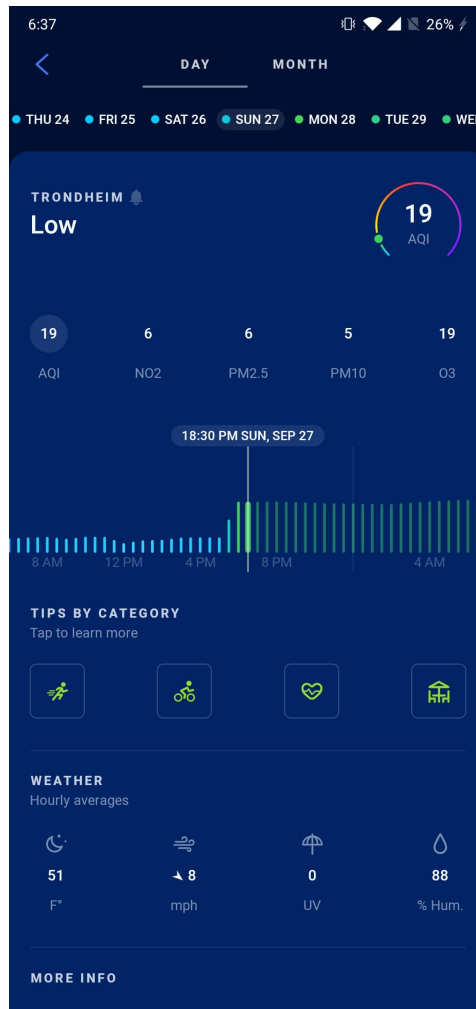 6:37
26%
DAY MONTH
THU 24 FRI 25 SAT 26 SUN 27 MON 28 TUE 29 WE
TRONDHEIM
Low
19
AQI
19 6 6 5 19
AQI NO2 PM2.5 PM10 O3
18:30 PM SUN, SEP 27
8 AM 12 PM 4 PM 8 PM 4 AM
TIPS BY CATEGORY
Tap to learn more
WEATHER
Hourly averages
51 8 0 88
F° mph UV % Hum.
MORE INFO